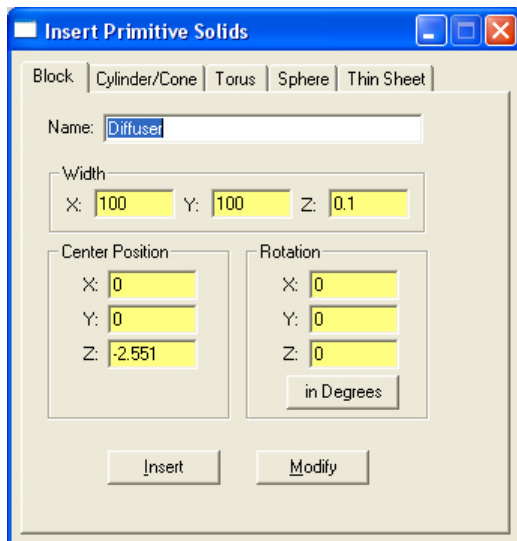 Insert Primitive Solids
Block Cylinder/Cone Torus Sphere Thin Sheet
Name: Diffuser
Width
X: 100 Y: 100 Z: 0.1
Center Position Rotation
X: 0 X: 0
Y: 0 Y: 0
Z: -2.551 Z: 0
in Degrees
Insert Modify